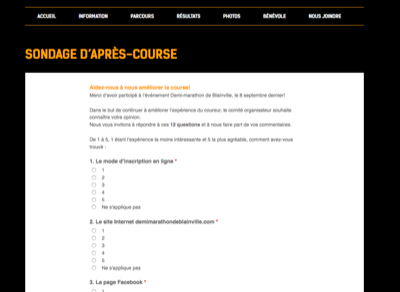 ACCUEIL INFORMATION PARCOURS RÉSULTATS PHOTOS BÉNÉVOLE NOUS JOINDRE
SONDAGE D'APRÈS-COURSE
Aidez-nous à nous améliorer la course!
Merci d'avoir participé à l'événement Demi-marathon de Blainville, le 8 septembre dernier!
Dans le but de continuer à améliorer l'expérience du coureur, le comité organisateur souhaite
connaître votre opinion.
Nous vous invitons à répondre à ces 12 questions et à nous faire part de vos commentaires.
De 1 à 5, 1 étant l'expérience la moins intéressante et 5 la plus agréable, comment avez-vous
trouvé :
1. Le mode d'inscription en ligne *
1
2
3
4
5
Ne s'applique pas
2. Le site Internet demimarathondeblainville.com *
1
2
3
4
5
Ne s'applique pas
3. La page Facebook *
1